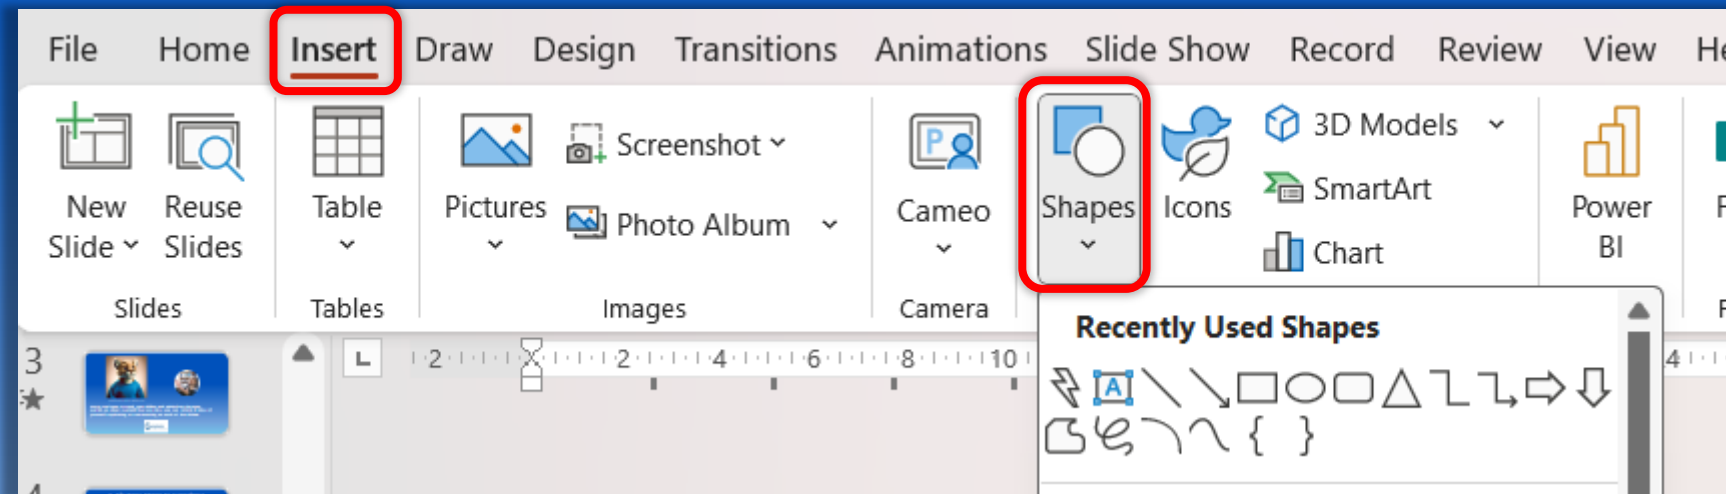 File Home Insert Draw Design Transitions Animations Slide Show Record Review View He
New Slide
Reuse Slides
Table
Pictures
Screenshot
Photo Album
Cameo
Shapes
Icons
3D Models
SmartArt
Chart
Power BI
Slides Tables Images Camera
Recently Used Shapes
3
2 2 4 6 8 10 14
A
{ }
4